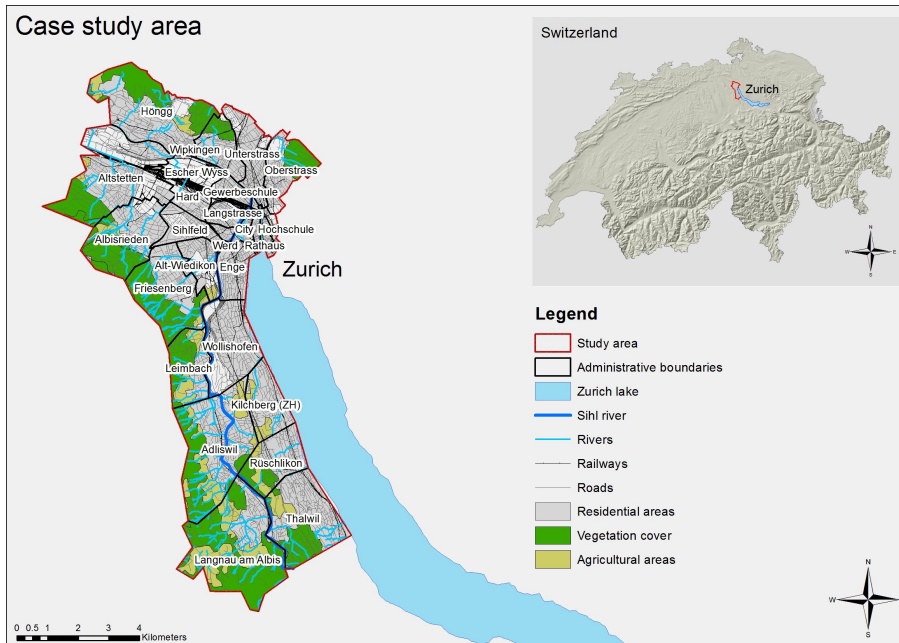 Case study area
Switzerland
Zurich
N
W E
S
Höngg
Wipkingen
Unterstrass
Escher Wyss
Oberstrass
Altstetten
Hard
Gewerbeschule
Langstrasse
Sihlfeld
City
Hochschule
Albisrieden
Werd
Rathaus
Alt-Wiedikon
Enge
Zurich
Friesenberg
Wollishofen
Leimbach
Kilchberg (ZH)
Adliswil
Rüschlikon
Thalwil
Langnau am Albis
Legend
Study area
Administrative boundaries
Zurich lake
Sihl river
Rivers
Railways
Roads
Residential areas
Vegetation cover
Agricultural areas
0 0.5 1 2 3 4
Kilometers
N
W E
S